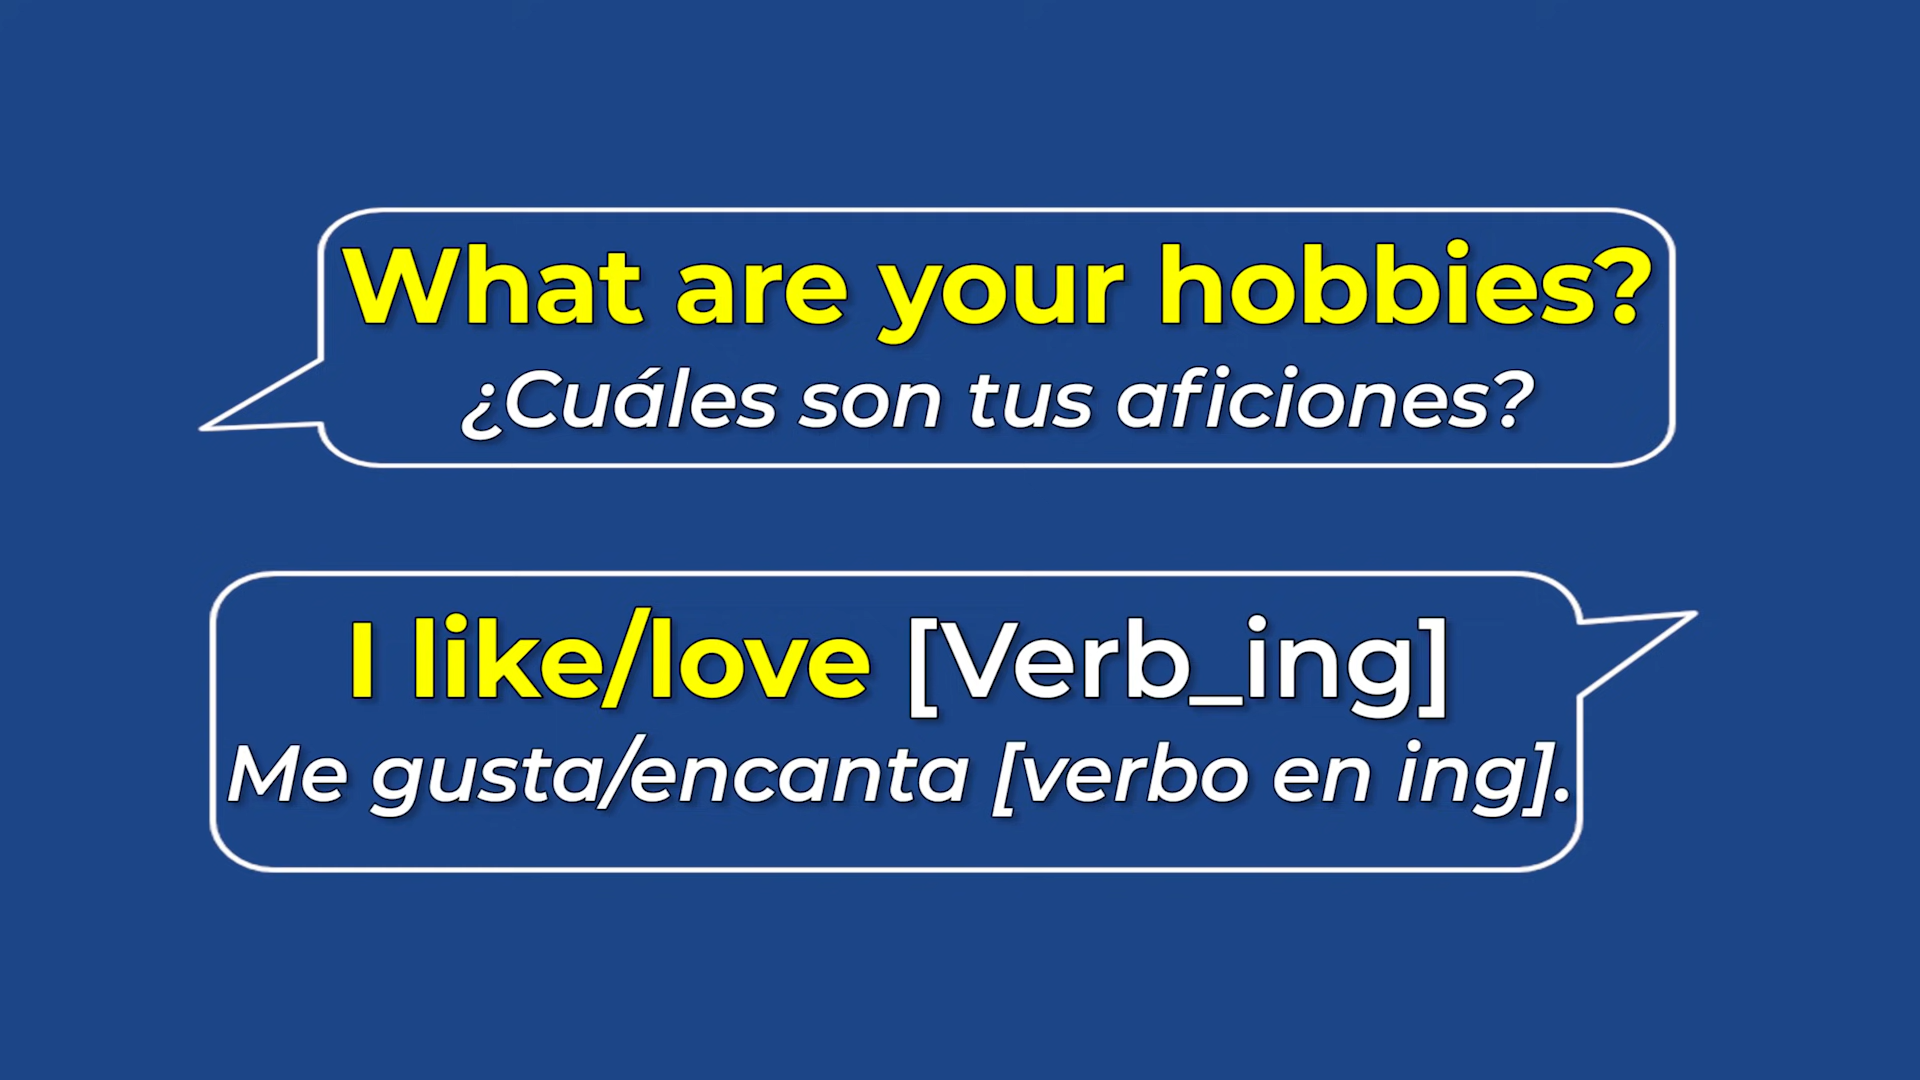 What are your hobbies?
¿Cuáles son tus aficiones?
I like/love [Verb_ing]
Me gusta/encanta [verbo en ing].